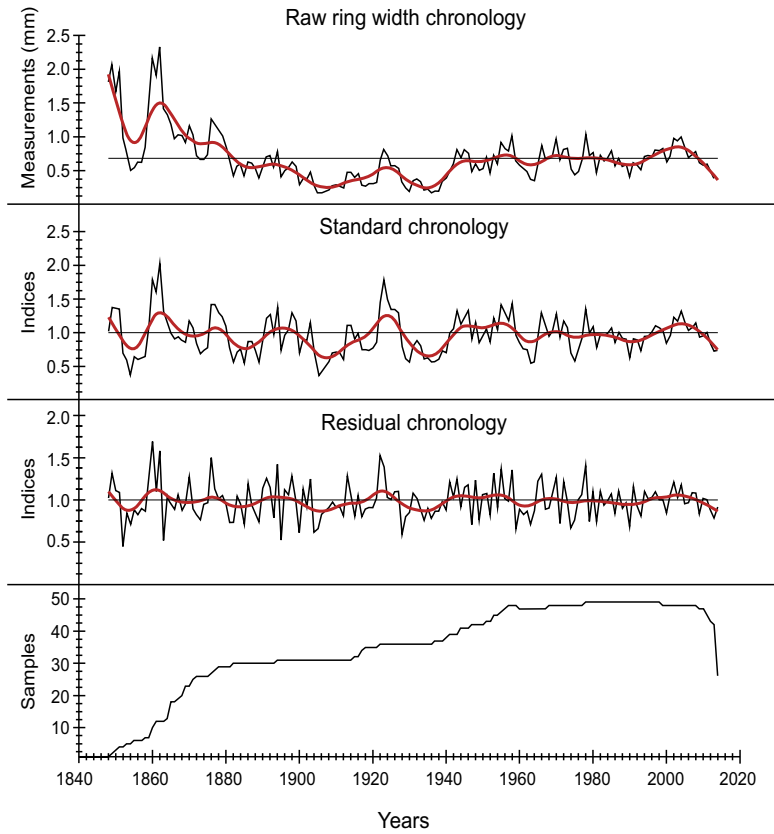 Raw ring width chronology
Measurements (mm)
2.5
2.0
1.5
1.0
0.5
Standard chronology
Indices
2.5
2.0
1.5
1.0
0.5
Residual chronology
Indices
2.0
1.5
1.0
0.5
Samples
50
40
30
20
10
1840 1860 1880 1900 1920 1940 1960 1980 2000 2020
Years